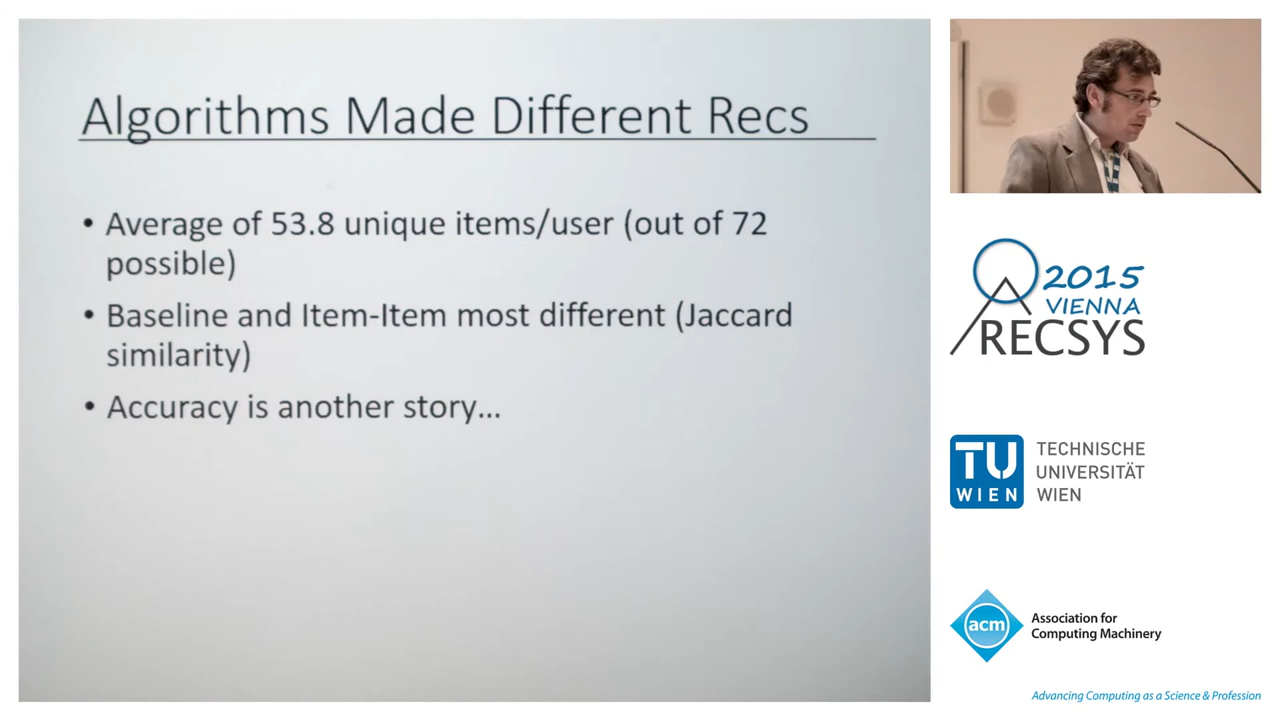 Algorithms Made Different Recs
• Average of 53.8 unique items/user (out of 72
possible)
• Baseline and Item-Item most different (Jaccard
similarity)
• Accuracy is another story…
2015
VIENNA
RECSYS
TU
WIEN
TECHNISCHE
UNIVERSITÄT
WIEN
acm
Association for
Computing Machinery
Advancing Computing as a Science & Profession